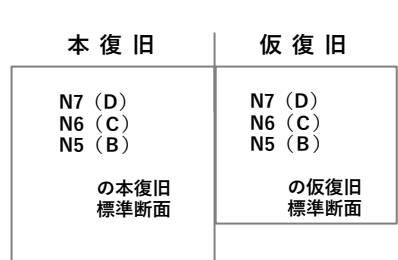 本復旧
N7（D）
N6（C）
N5（B）
の本復旧
標準断面
仮復旧
N7（D）
N6（C）
N5（B）
の仮復旧
標準断面